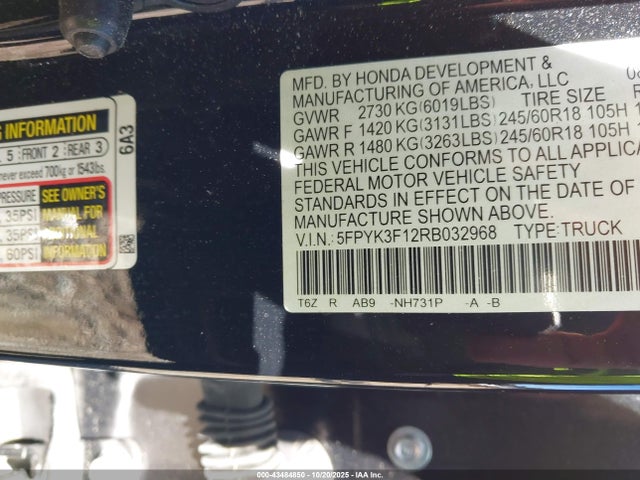 G INFORMATION
5 FRONT 2 REAR 3
never exceed 700kg or 1543lbs.
PRESSURE SEE OWNER'S
35PSI MANUAL FOR
35PSI
60PSI INFORMATION
6A3
MFD. BY HONDA DEVELOPMENT &
MANUFACTURING OF AMERICA, LLC
GVWR 2730 KG(6019LBS) TIRE SIZE
GAWR F 1420 KG(3131LBS) 245/60R18 105H
GAWR R 1480 KG(3263LBS) 245/60R18 105H
THIS VEHICLE CONFORMS TO ALL APPLICA
FEDERAL MOTOR VEHICLE SAFETY
STANDARDS IN EFFECT ON THE DATE OF
MANUFACTURE SHOWN ABOVE.
V.I.N.: 5FPYK3F12RB032968 TYPE: TRUCK
T6Z R AB9 -NH731P -A -B
000-43484850 - 10/20/2025 - IAA Inc.